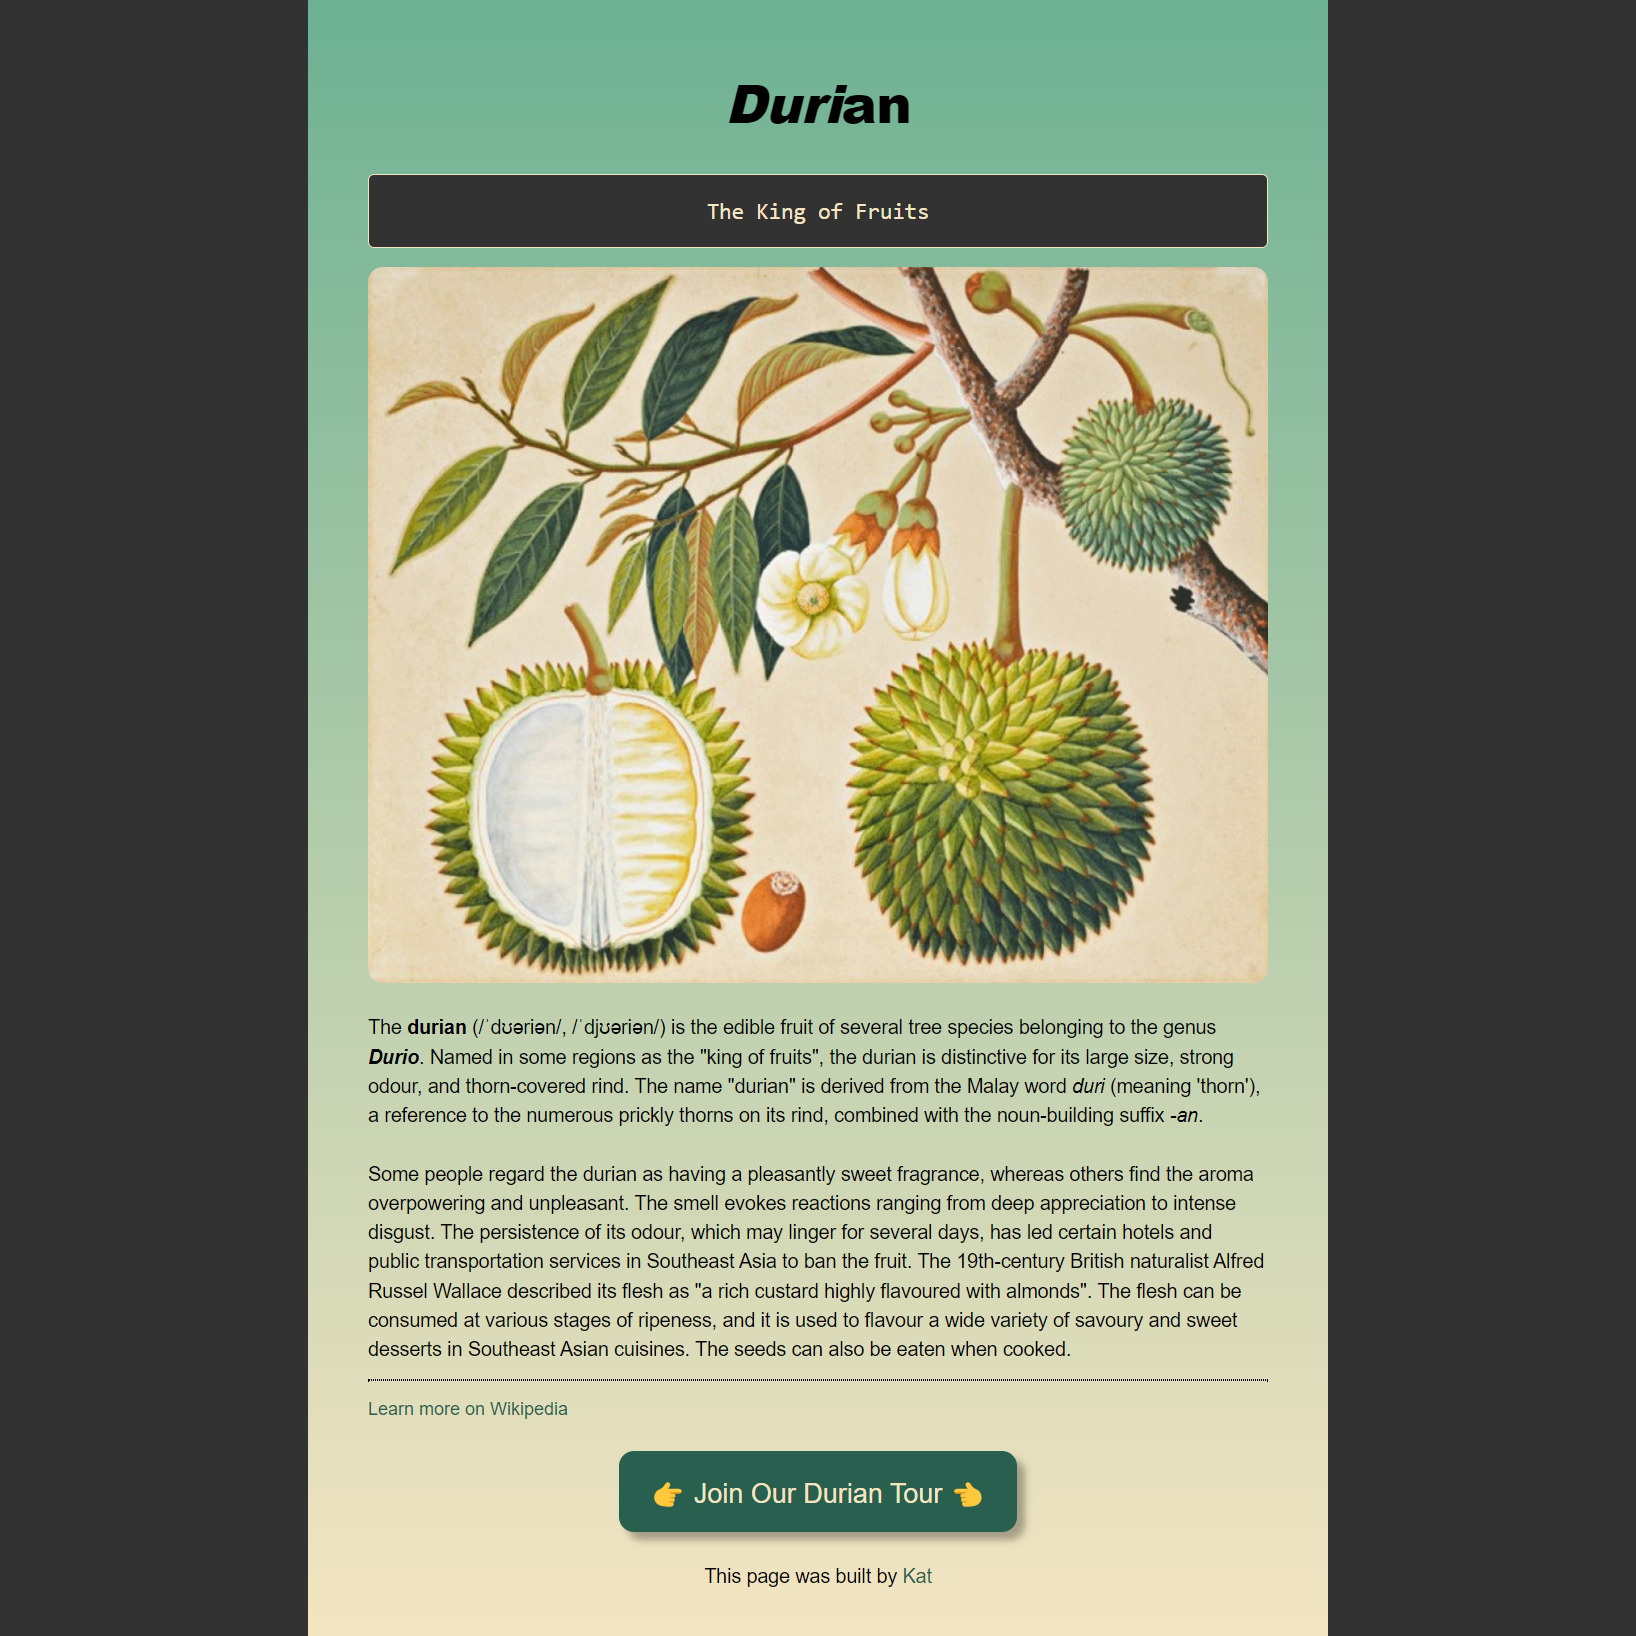 Durian
The King of Fruits
The durian (/ˈdʊəriən/, /ˈdjʊəriən/) is the edible fruit of several tree species belonging to the genus
Durio. Named in some regions as the "king of fruits", the durian is distinctive for its large size, strong
odour, and thorn-covered rind. The name "durian" is derived from the Malay word duri (meaning 'thorn'),
a reference to the numerous prickly thorns on its rind, combined with the noun-building suffix -an.
Some people regard the durian as having a pleasantly sweet fragrance, whereas others find the aroma
overpowering and unpleasant. The smell evokes reactions ranging from deep appreciation to intense
disgust. The persistence of its odour, which may linger for several days, has led certain hotels and
public transportation services in Southeast Asia to ban the fruit. The 19th-century British naturalist Alfred
Russel Wallace described its flesh as "a rich custard highly flavoured with almonds". The flesh can be
consumed at various stages of ripeness, and it is used to flavour a wide variety of savoury and sweet
desserts in Southeast Asian cuisines. The seeds can also be eaten when cooked.
Learn more on Wikipedia
👉 Join Our Durian Tour 👈
This page was built by Kat